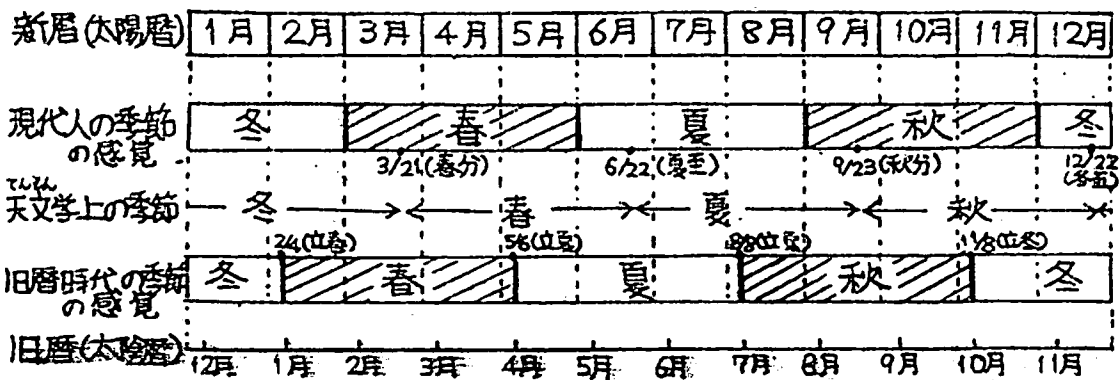 新暦(太陽暦) 1月 2月 3月 4月 5月 6月 7月 8月 9月 10月 11月 12月
現代人の季節の感覚 冬 春 夏 秋 冬
3/21(春分) 6/22(夏至) 9/23(秋分) 12/22(冬至)
てんもん
天文学上の季節 冬 春 夏 秋
2/4(立春) 5/6(立夏) 8/8 11/8(立冬)
旧暦時代の季節の感覚 冬 春 夏 秋 冬
旧暦(太陰暦) 12月 1月 2月 3月 4月 5月 6月 7月 8月 9月 10月 11月